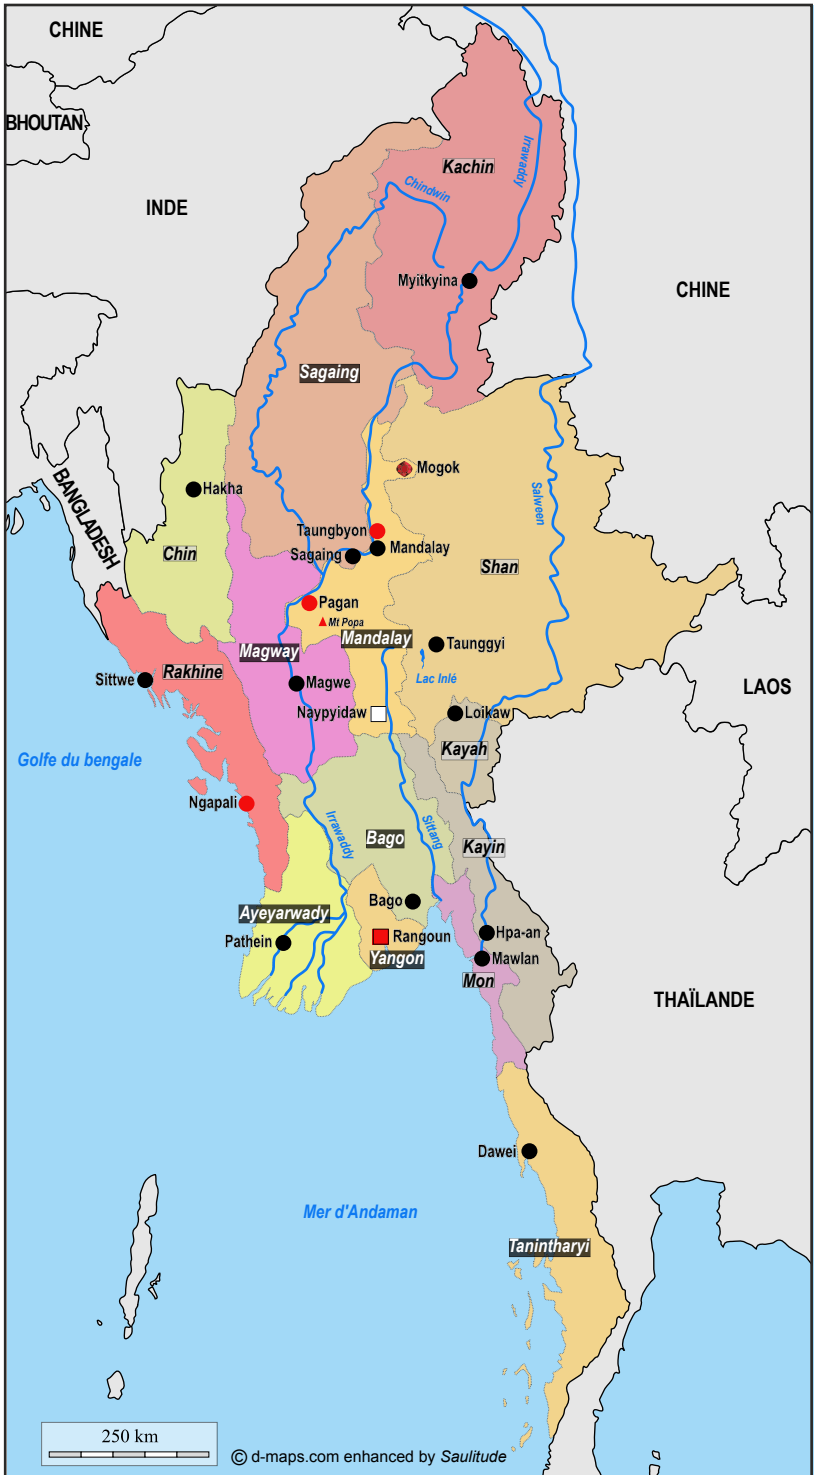 CHINE
BHOUTAN
Kachin
Irrawaddy
Chindwin
INDE
Myitkyina
CHINE
Sagaing
Mogok
Hakha
BANGLADESH
Salween
Taungbyon
Mandalay
Sagaing
Chin
Shan
Pagan
Mt Popa
Mandalay
Taunggyi
Magway
Rakhine
Sittwe
Magwe
Lac Inlé
LAOS
Naypyidaw
Loikaw
Kayah
Golfe du bengale
Ngapali
Irrawaddy
Sittang
Bago
Kayin
Bago
Ayeyarwady
Pathein
Rangoun
Hpa-an
Yangon
Mawlan
Mon
THAÏLANDE
Dawei
Mer d'Andaman
Tanintharyi
250 km
© d-maps.com enhanced by Saulitude